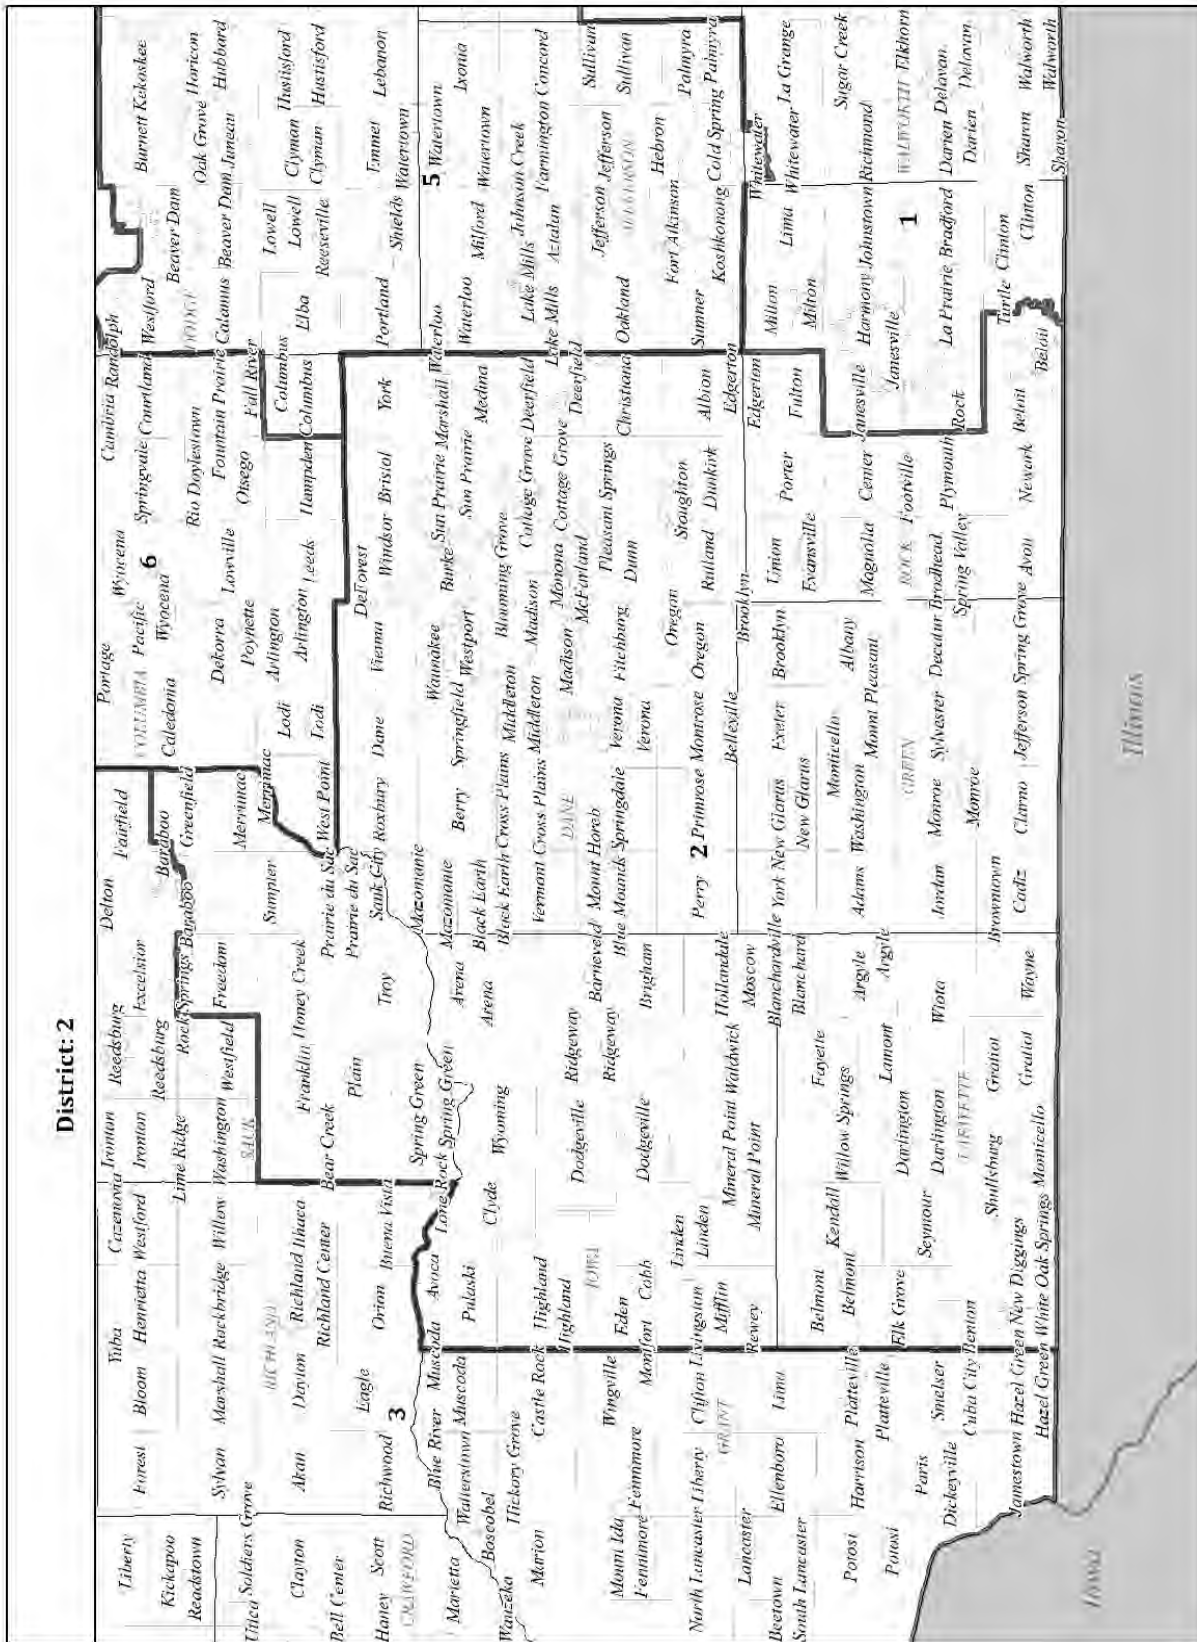 District: 2
Cazenovia
Ironton
Reedsburg
Delton
Fairfield
Portage
Wyocena
Cambria
Randolph
Yuba
Liberty
Forest
Bloom
Henrietta
Westford
Ironton
Reedsburg
Excelsior
Baraboo
COLUMBIA
Pacific
Wyocena
6
Springvale
Courtland
Westford
Burnett
Kekoskee
Kickapoo
Readstown
Lime Ridge
Rock Springs
Baraboo
Greenfield
Caledonia
Rio
Doylestown
DODGE
Beaver Dam
Oak Grove
Horicon
Sylvan
Marshall
Rockbridge
Willow
Washington
Westfield
Freedom
Dekorra
Lowville
Fountain Prairie
Calamus
Beaver Dam
Juneau
Hubbard
Utica
Soldiers Grove
SAUK
Merrimac
Merrimac
Poynette
Otsego
Fall River
RICHLAND
Sumpter
Lodi
Arlington
Columbus
Lowell
Clyman
Hustisford
Clayton
Akan
Dayton
Richland
Ithaca
Franklin
Honey Creek
Arlington
Leeds
Hampden
Columbus
Elba
Lowell
Reeseville
Clyman
Hustisford
Bell Center
Richland Center
Bear Creek
Prairie du Sac
West Point
Lodi
Plain
Prairie du Sac
DeForest
Eagle
Haney
Scott
Richwood
Orion
Buena Vista
Troy
Sauk City
Roxbury
Dane
Vienna
Windsor
Bristol
York
Portland
Shields
Emmet
Lebanon
Watertown
CRAWFORD
3
Spring Green
Mazomanie
5
Blue River
Muscoda
Avoca
Lone Rock
Spring Green
Arena
Mazomanie
Waunakee
Burke
Sun Prairie
Marshall
Waterloo
Watertown
Marietta
Watterstown
Muscoda
Pulaski
Arena
Berry
Springfield
Westport
Sun Prairie
Medina
Waterloo
Milford
Watertown
Ixonia
Boscobel
Clyde
Wyoming
Black Earth
Wauzeka
Hickory Grove
Black Earth
Cross Plains
Middleton
Blooming Grove
Marion
Castle Rock
Highland
Highland
Vermont
Cross Plains
Middleton
Madison
Cottage Grove
Deerfield
Lake Mills
Johnson Creek
Lake Mills
Aztalan
Farmington
Concord
DANE
Madison
Monona
Cottage Grove
Deerfield
IOWA
Dodgeville
Ridgeway
Barneveld
Mount Horeb
McFarland
Jefferson
Jefferson
Sullivan
Mount Ida
Fennimore
Fennimore
Wingville
Eden
Ridgeway
Blue Mounds
Springdale
Verona
Fitchburg
Pleasant Springs
Christiana
Oakland
JEFFERSON
Sullivan
Montfort
Cobb
Dodgeville
Brigham
Verona
Dunn
Linden
Oregon
Stoughton
Fort Atkinson
Hebron
Palmyra
North Lancaster
Liberty
Clifton
Livingston
Linden
Perry
2
Primrose
Montrose
Oregon
Rutland
Dunkirk
Albion
Sumner
Koshkonong
Cold Spring
Palmyra
GRANT
Mifflin
Mineral Point
Waldwick
Hollandale
Moscow
Belleville
Brooklyn
Edgerton
Lancaster
Rewey
Mineral Point
Blanchardville
Edgerton
Whitewater
Beetown
Ellenboro
Lima
York
New Glarus
Exeter
Brooklyn
Union
Porter
Fulton
Milton
Lima
Whitewater
La Grange
South Lancaster
Belmont
Fayette
Blanchard
New Glarus
Evansville
Milton
Monticello
Kendall
Willow Springs
Potosi
Harrison
Platteville
Belmont
Argyle
Adams
Washington
Albany
Mount Pleasant
Magnolia
Center
Janesville
Harmony
Johnstown
Richmond
Sugar Creek
Potosi
Platteville
Elk Grove
Darlington
Lamont
Argyle
GREEN
ROCK
Footville
Janesville
1
WALWORTH
Elkhorn
Paris
Smelser
Seymour
Darlington
Wiota
Jordan
Monroe
Sylvester
Decatur
Brodhead
Spring Valley
Plymouth
Rock
La Prairie
Bradford
Darien
Delavan
Darien
Delavan
Dickeyville
Cuba City
Benton
LAFAYETTE
Monroe
Shullsburg
Gratiot
Browntown
Turtle
Clinton
Jamestown
Hazel Green
New Diggings
Gratiot
Wayne
Cadiz
Clarno
Jefferson
Spring Grove
Avon
Newark
Beloit
Clinton
Sharon
Walworth
Walworth
Hazel Green
White Oak Springs
Monticello
Beloit
Sharon
Iowa
Illinois